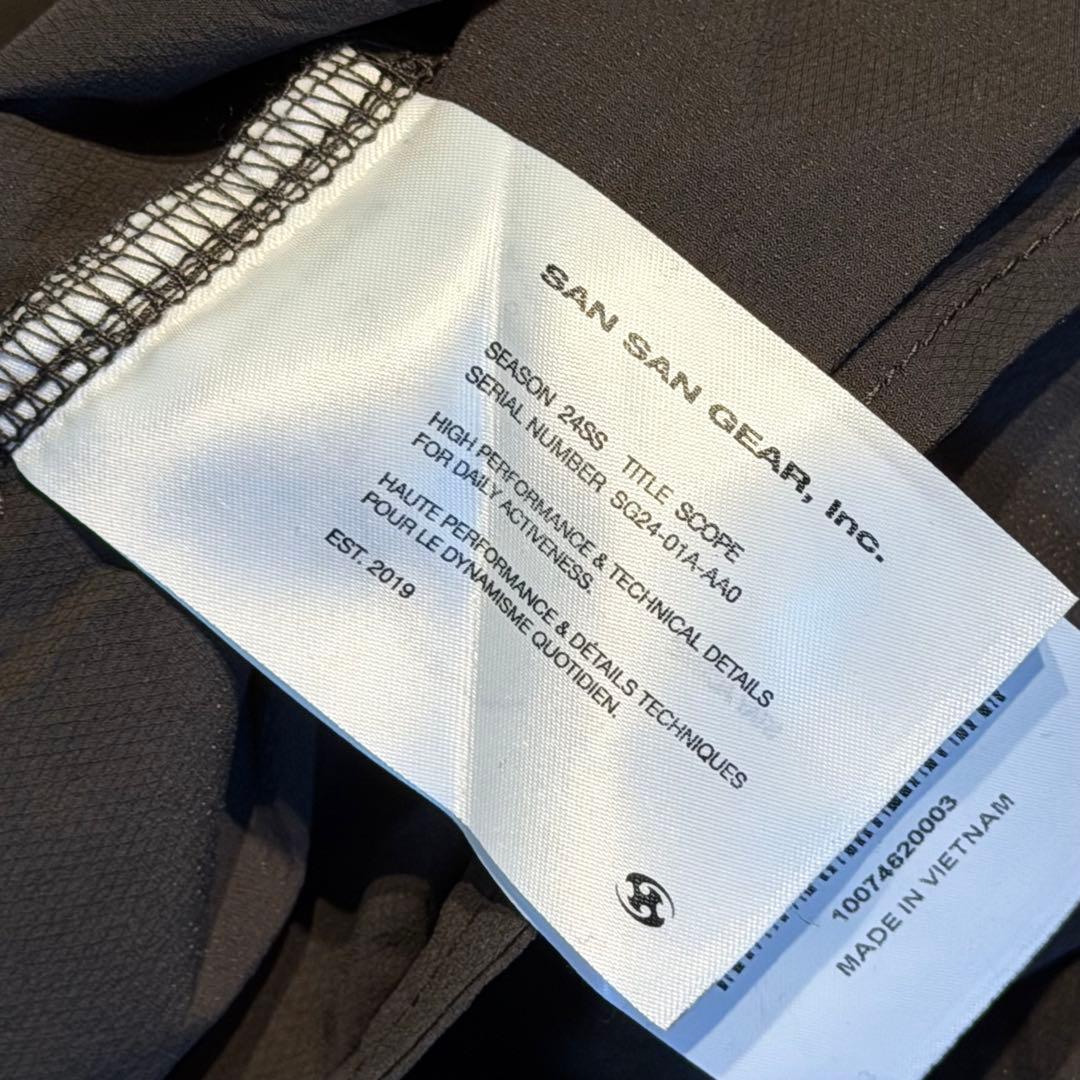 SAN SAN GEAR, Inc.
SEASON 24SS TITLE SCOPE
SERIAL NUMBER SG24-01A-AA0
HIGH PERFORMANCE & TECHNICAL DETAILS
FOR DAILY ACTIVENESS.
HAUTE PERFORMANCE & DÉTAILS TECHNIQUES
POUR LE DYNAMISME QUOTIDIEN.
EST. 2019
10074620003
MADE IN VIETNAM